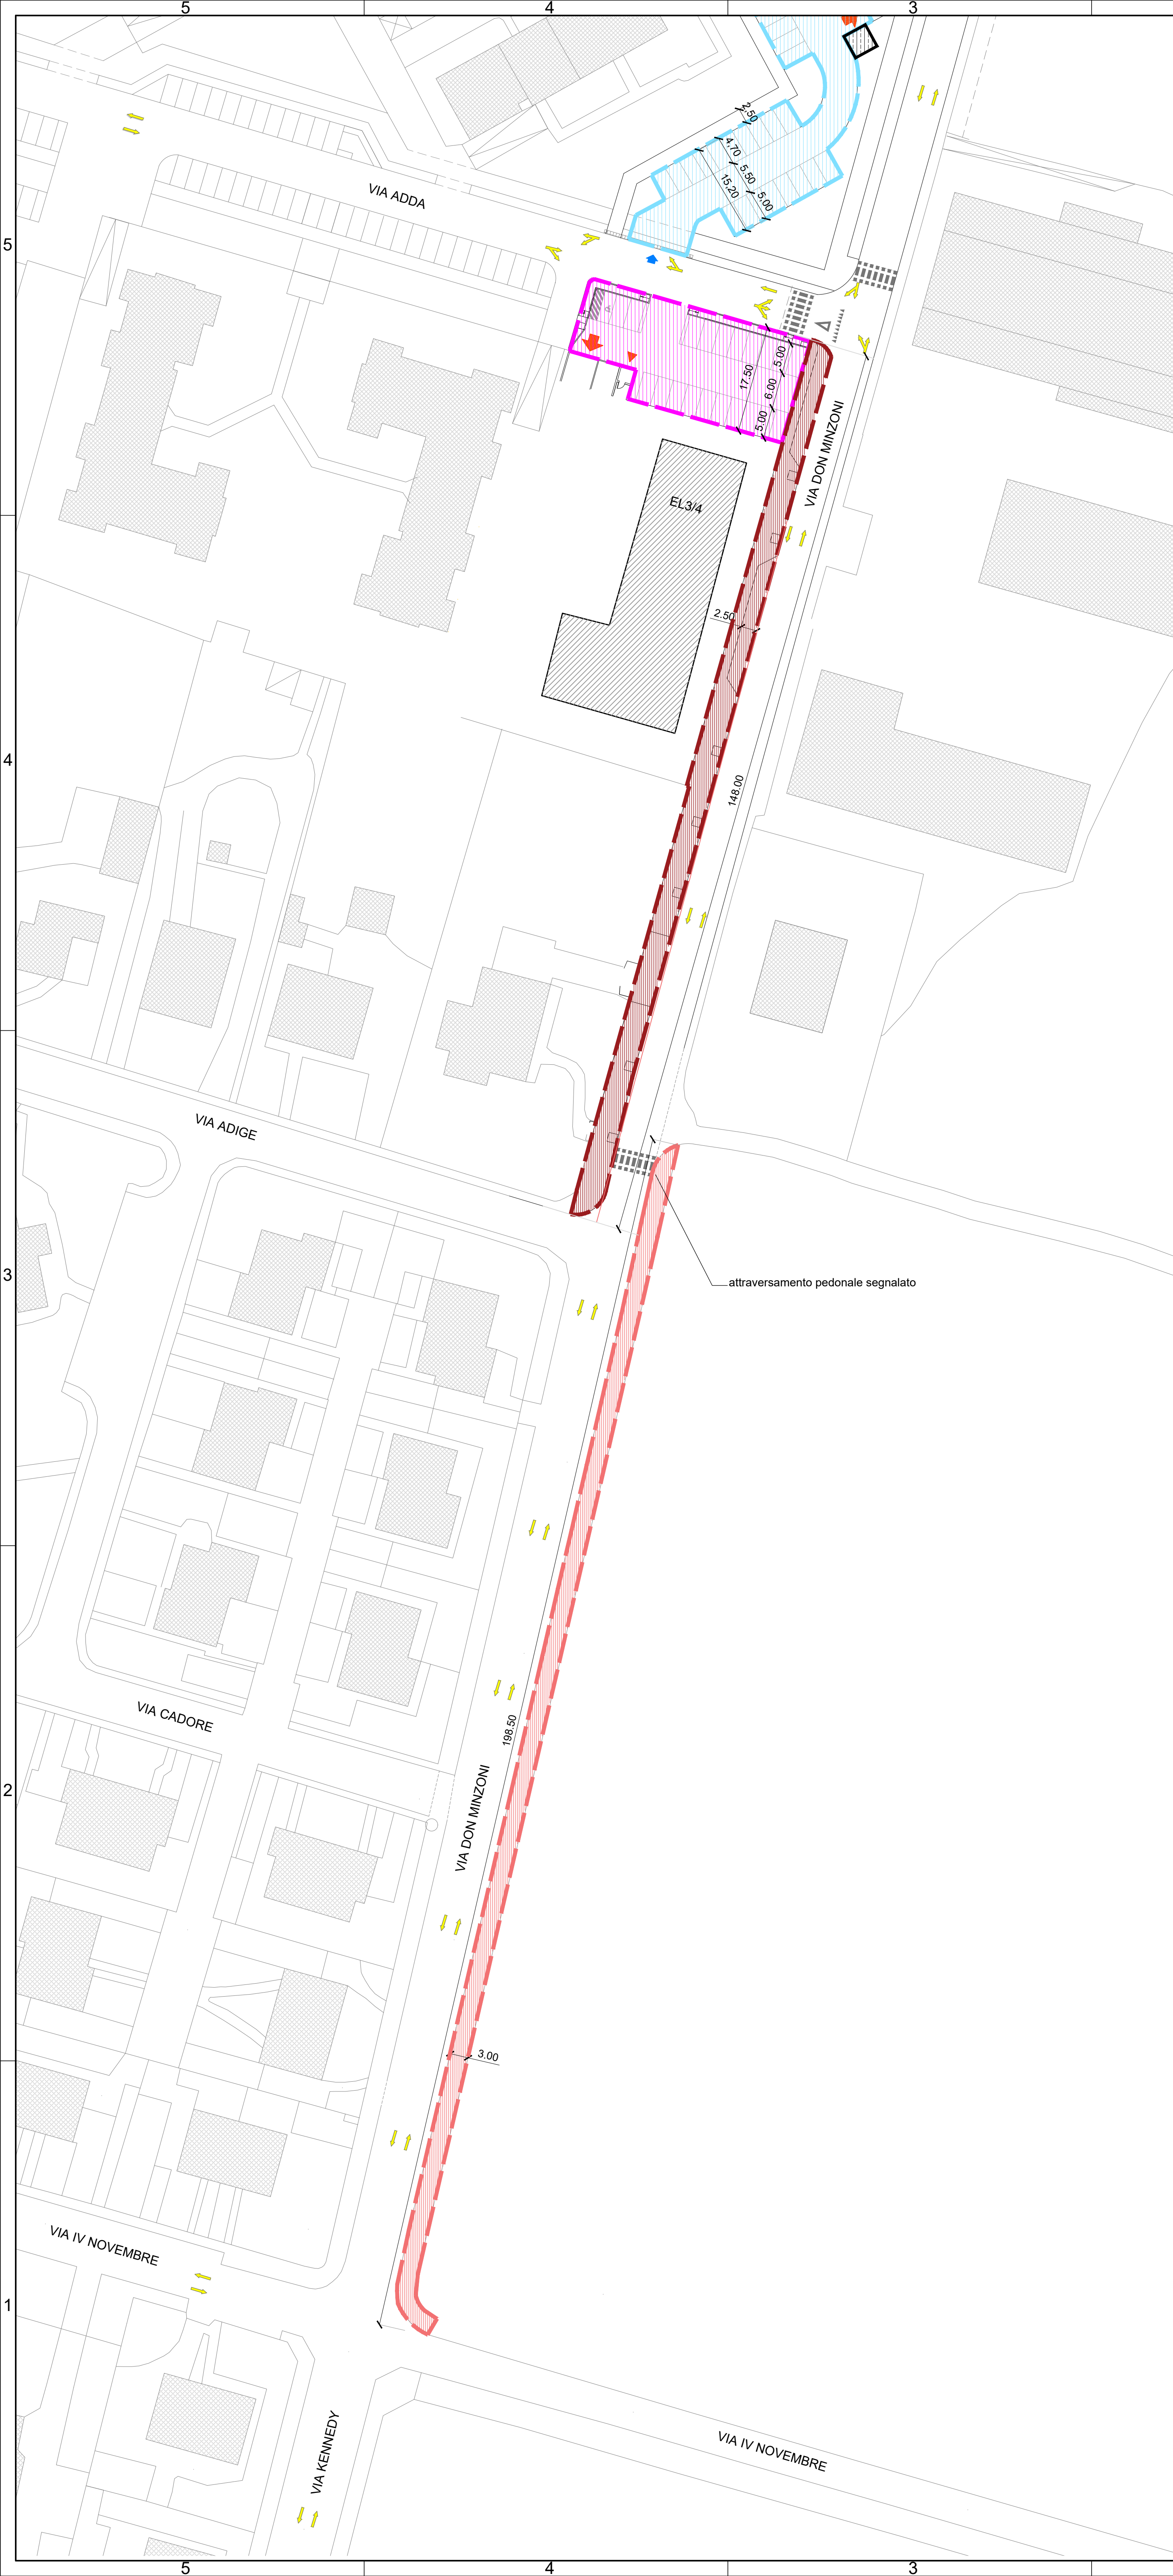 5
4
3
2.50
4.70
5.50
15.20
5.00
VIA ADDA
5
5.00
17.50
6.00
5.00
VIA DON MINZONI
EL3/4
2.50
4
148.00
VIA ADIGE
3
attraversamento pedonale segnalato
VIA CADORE
198.50
2
VIA DON MINZONI
3.00
VIA IV NOVEMBRE
1
VIA KENNEDY
VIA IV NOVEMBRE
5
4
3